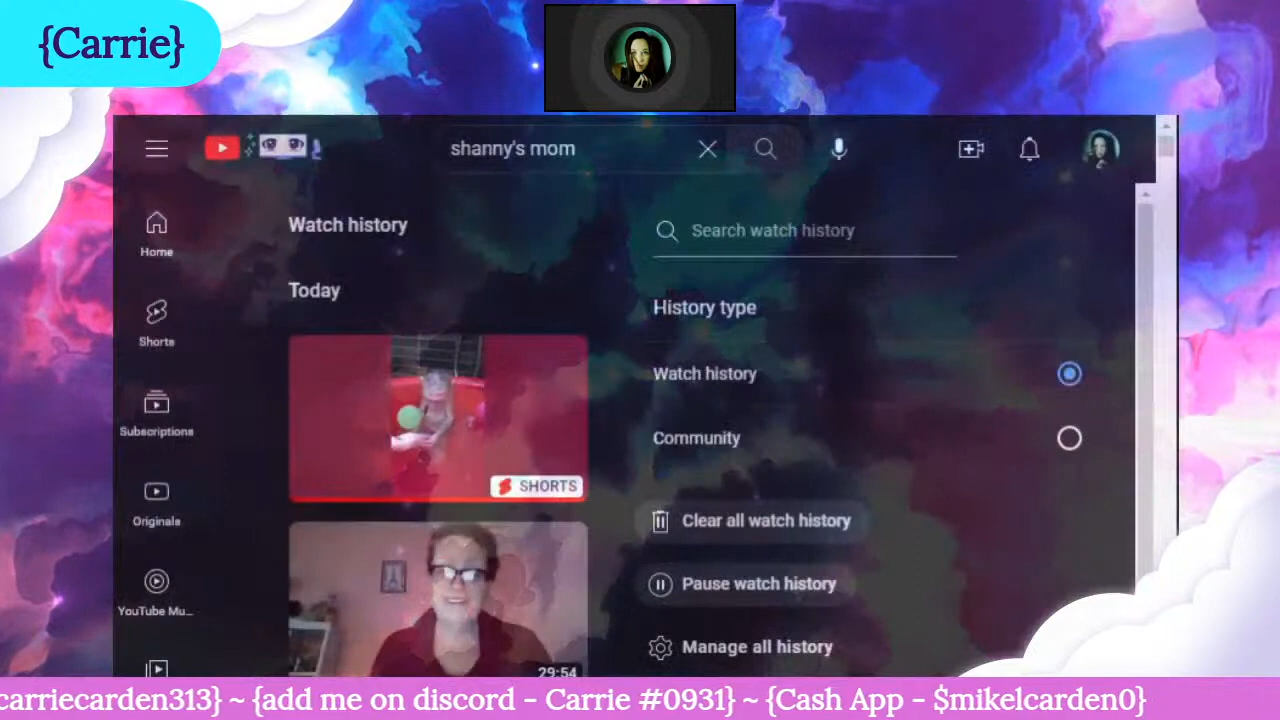 {Carrie}
shanny's mom
Home
Shorts
Subscriptions
Originals
YouTube Mu...
Watch history
Today
SHORTS
29:54
Search watch history
History type
Watch history
Community
Clear all watch history
Pause watch history
Manage all history
carriecarden313} ~ {add me on discord - Carrie #0931} ~ {Cash App - $mikelcarden0}